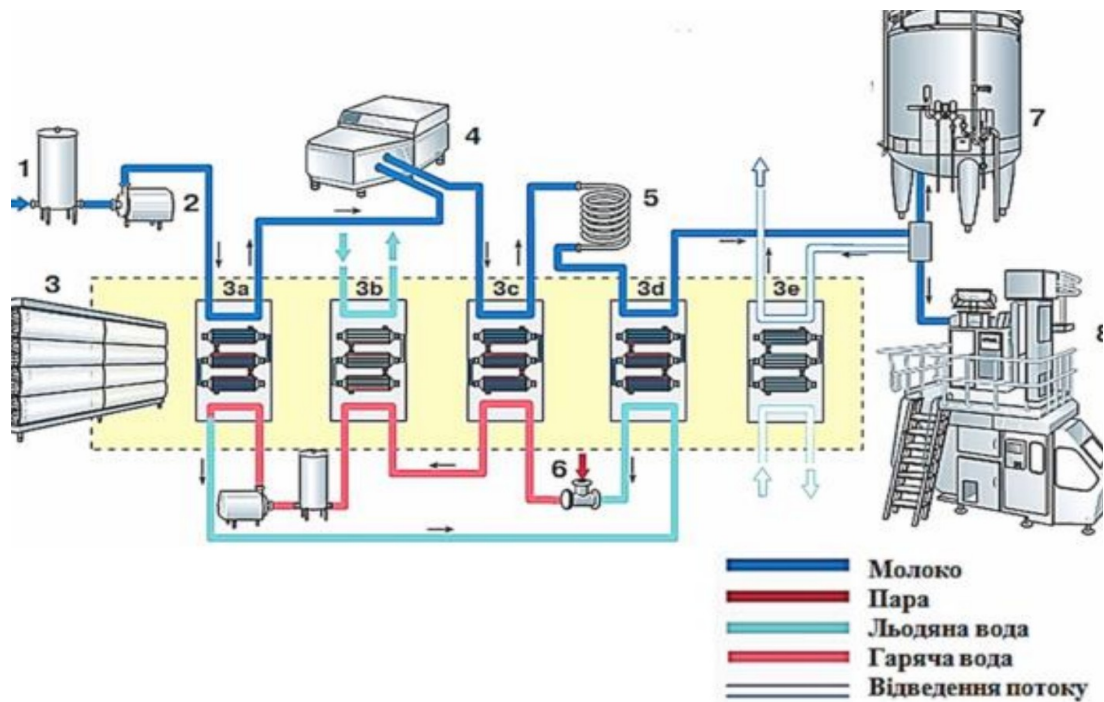 1
2
3
4
5
6
7
8
3a
3b
3c
3d
3e
Молоко
Пара
Льодяна вода
Гаряча вода
Відведення потоку